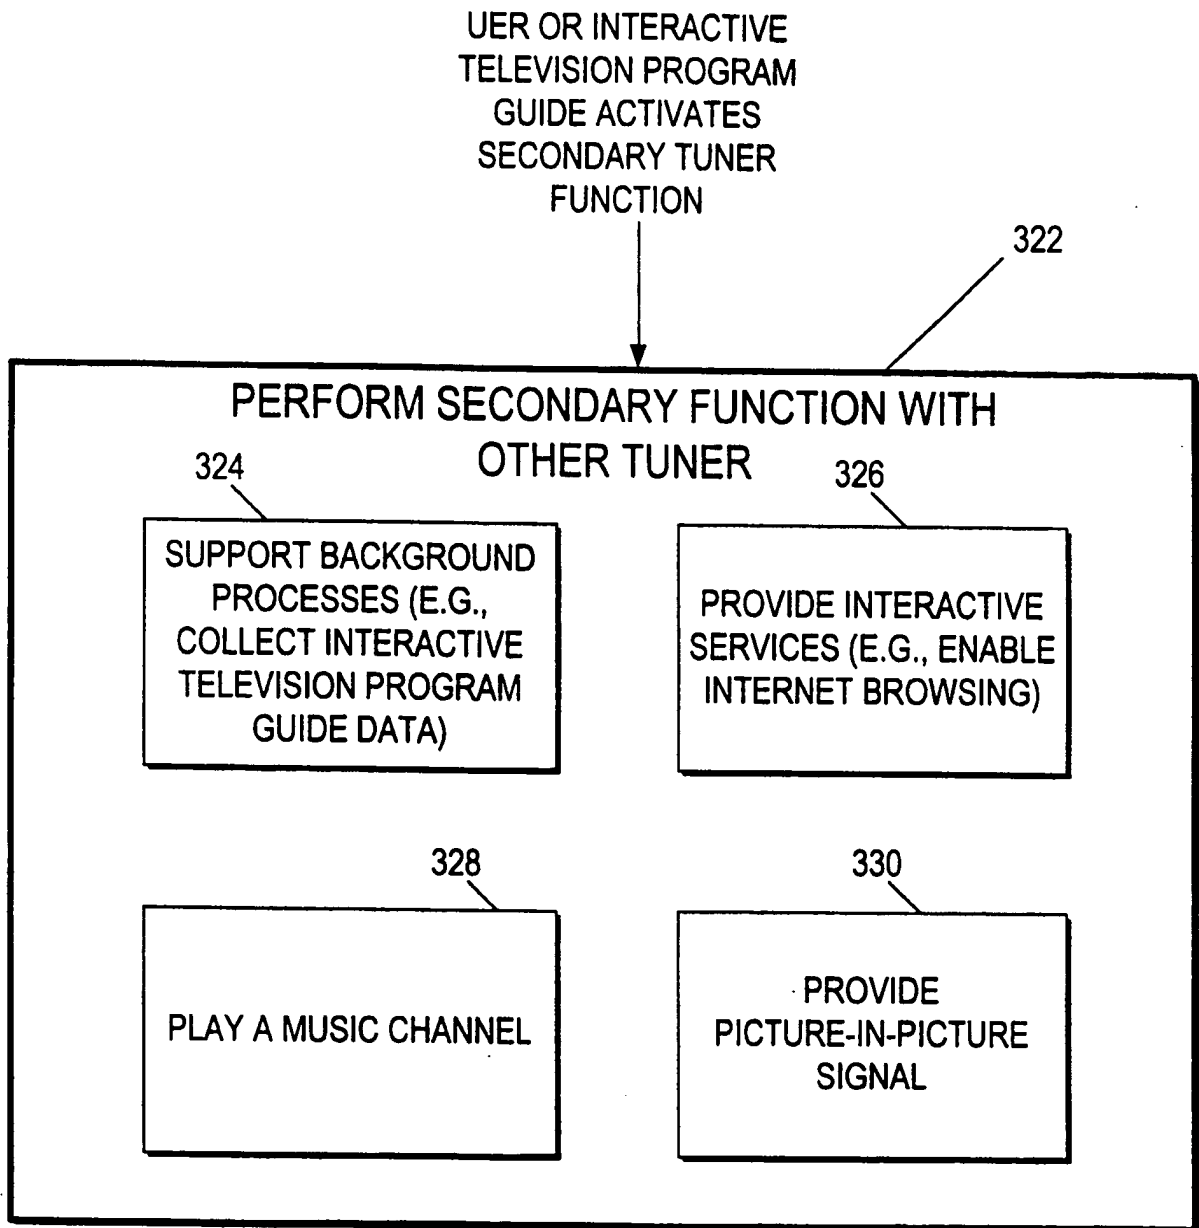 UER OR INTERACTIVE
TELEVISION PROGRAM
GUIDE ACTIVATES
SECONDARY TUNER
FUNCTION
322
PERFORM SECONDARY FUNCTION WITH
OTHER TUNER
324
SUPPORT BACKGROUND
PROCESSES (E.G.,
COLLECT INTERACTIVE
TELEVISION PROGRAM
GUIDE DATA)
326
PROVIDE INTERACTIVE
SERVICES (E.G., ENABLE
INTERNET BROWSING)
328
PLAY A MUSIC CHANNEL
330
PROVIDE
PICTURE-IN-PICTURE
SIGNAL